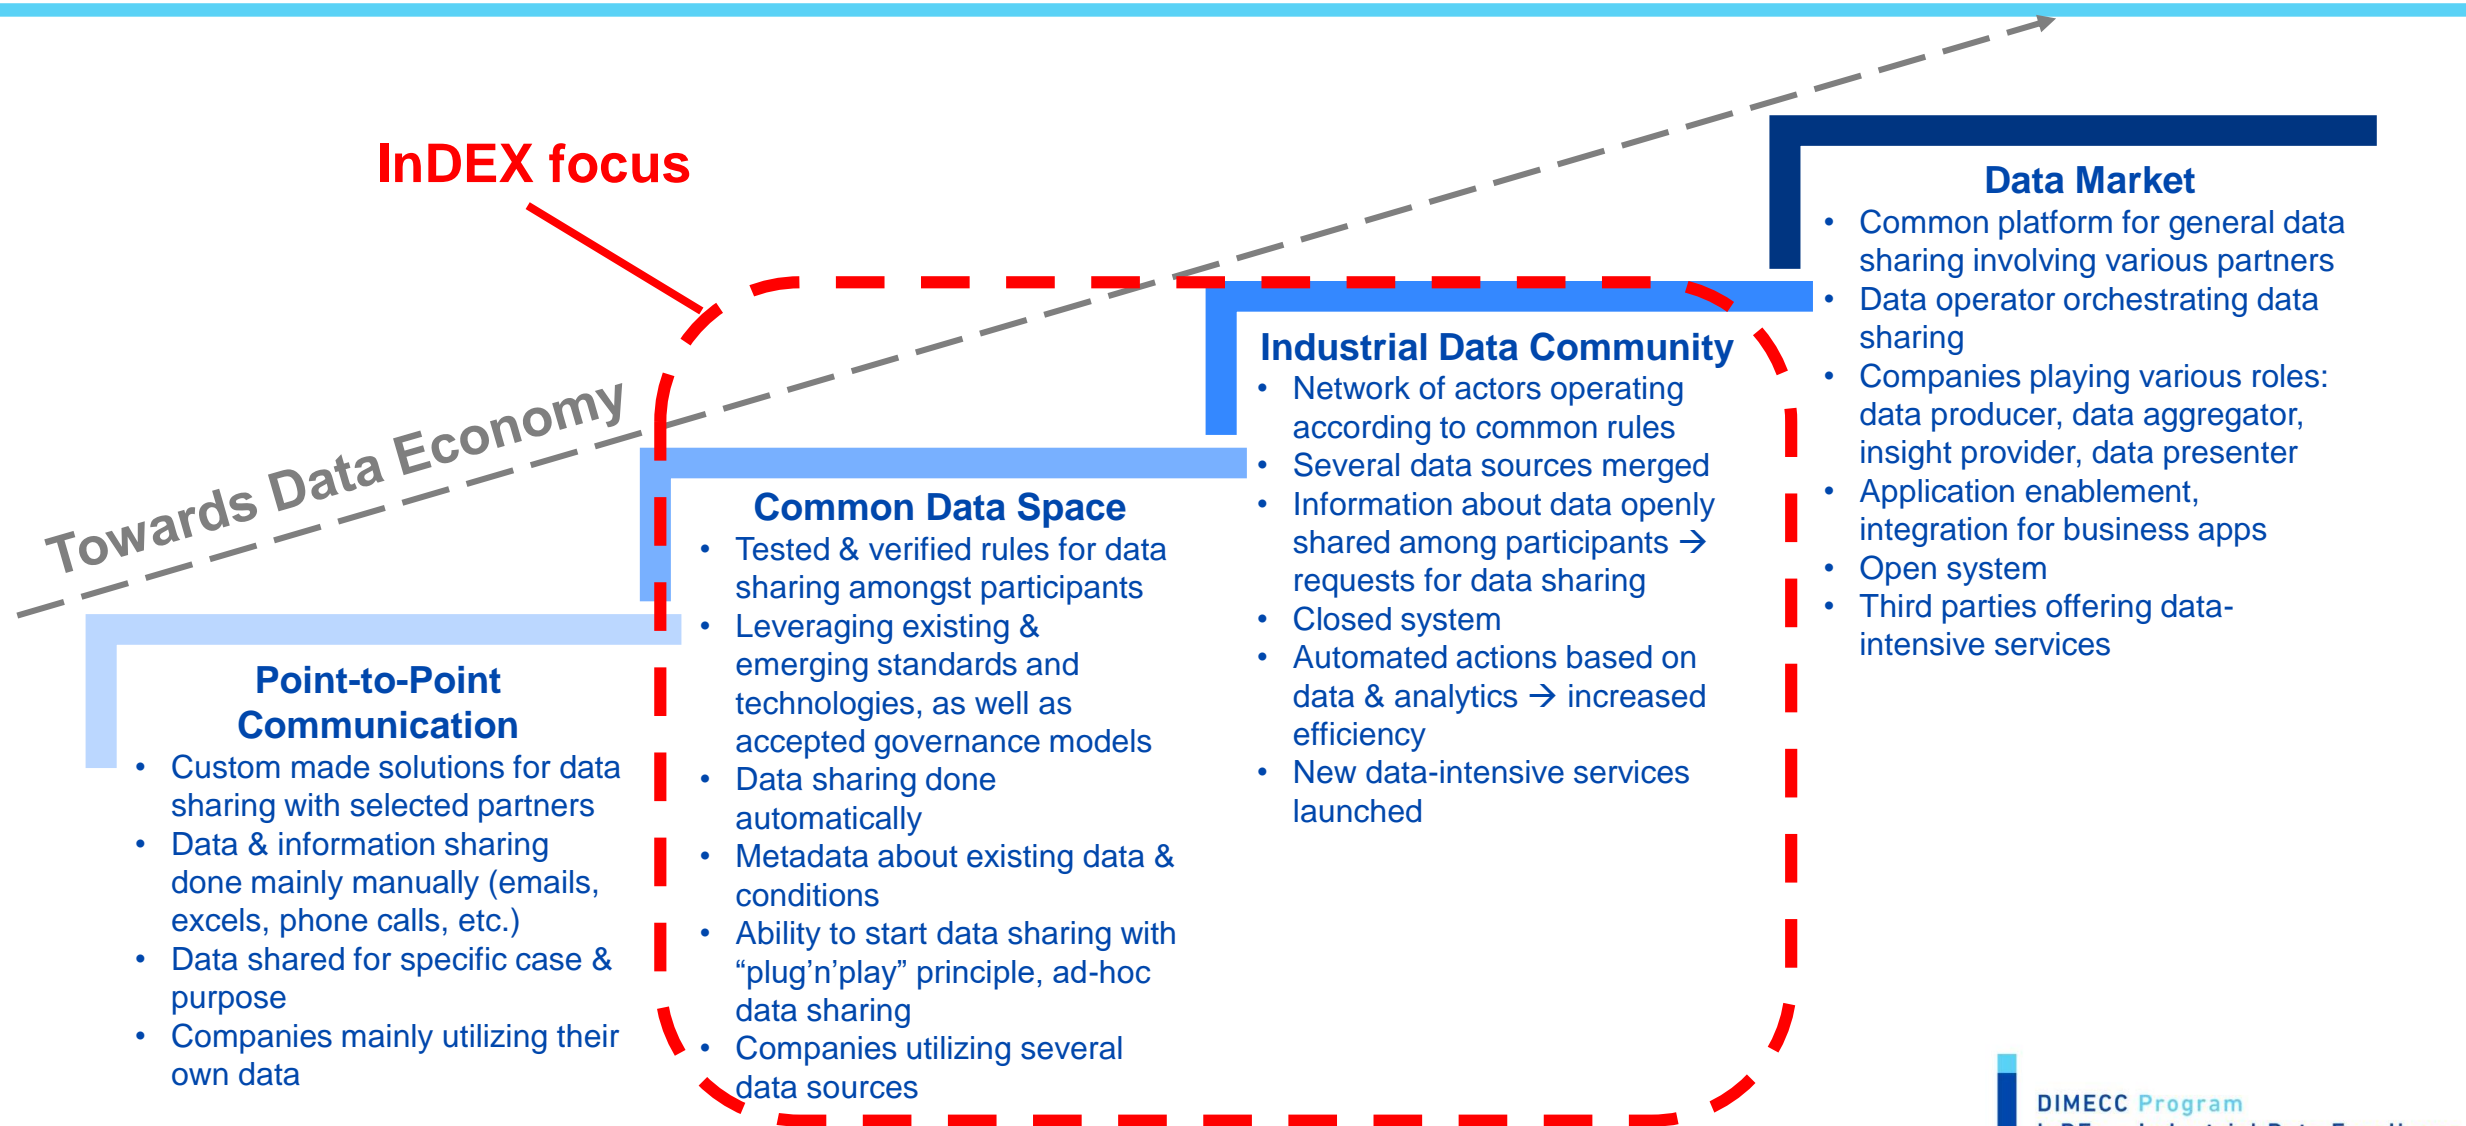 InDEX focus
Towards Data Economy
Point-to-Point
Communication
• Custom made solutions for data
sharing with selected partners
• Data & information sharing
done mainly manually (emails,
excels, phone calls, etc.)
• Data shared for specific case &
purpose
• Companies mainly utilizing their
own data
Common Data Space
• Tested & verified rules for data
sharing amongst participants
• Leveraging existing &
emerging standards and
technologies, as well as
accepted governance models
• Data sharing done
automatically
• Metadata about existing data &
conditions
• Ability to start data sharing with
“plug’n’play” principle, ad-hoc
data sharing
• Companies utilizing several
data sources
Industrial Data Community
• Network of actors operating
according to common rules
• Several data sources merged
• Information about data openly
shared among participants →
requests for data sharing
• Closed system
• Automated actions based on
data & analytics → increased
efficiency
• New data-intensive services
launched
Data Market
• Common platform for general data
sharing involving various partners
• Data operator orchestrating data
sharing
• Companies playing various roles:
data producer, data aggregator,
insight provider, data presenter
• Application enablement,
integration for business apps
• Open system
• Third parties offering data-
intensive services
DIMECC Program